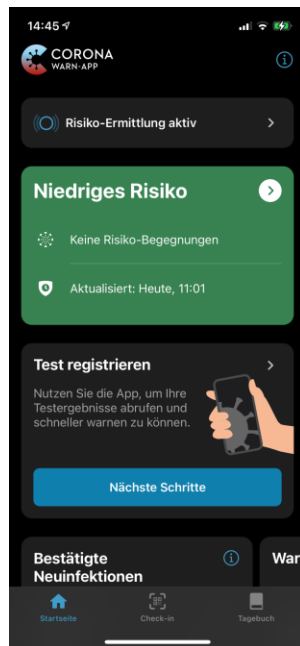 14:45
CORONA
WARN-APP
Risiko-Ermittlung aktiv
Niedriges Risiko
Keine Risiko-Begegnungen
Aktualisiert: Heute, 11:01
Test registrieren
Nutzen Sie die App, um Ihre
Testergebnisse abrufen und
schneller warnen zu können.
Nächste Schritte
Bestätigte
Neuinfektionen
War
Startseite
Check-in
Tagebuch